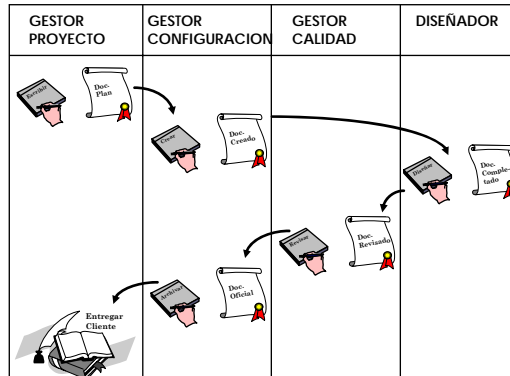 GESTOR
PROYECTO
GESTOR
CONFIGURACION
GESTOR
CALIDAD
DISEÑADOR
Escribir
Doc.
Plan
Crear
Doc.
Creado
Diseñar
Doc.
Comple-
tado
Revisar
Doc.
Revisado
Archivar
Doc.
Oficial
Entregar
Cliente